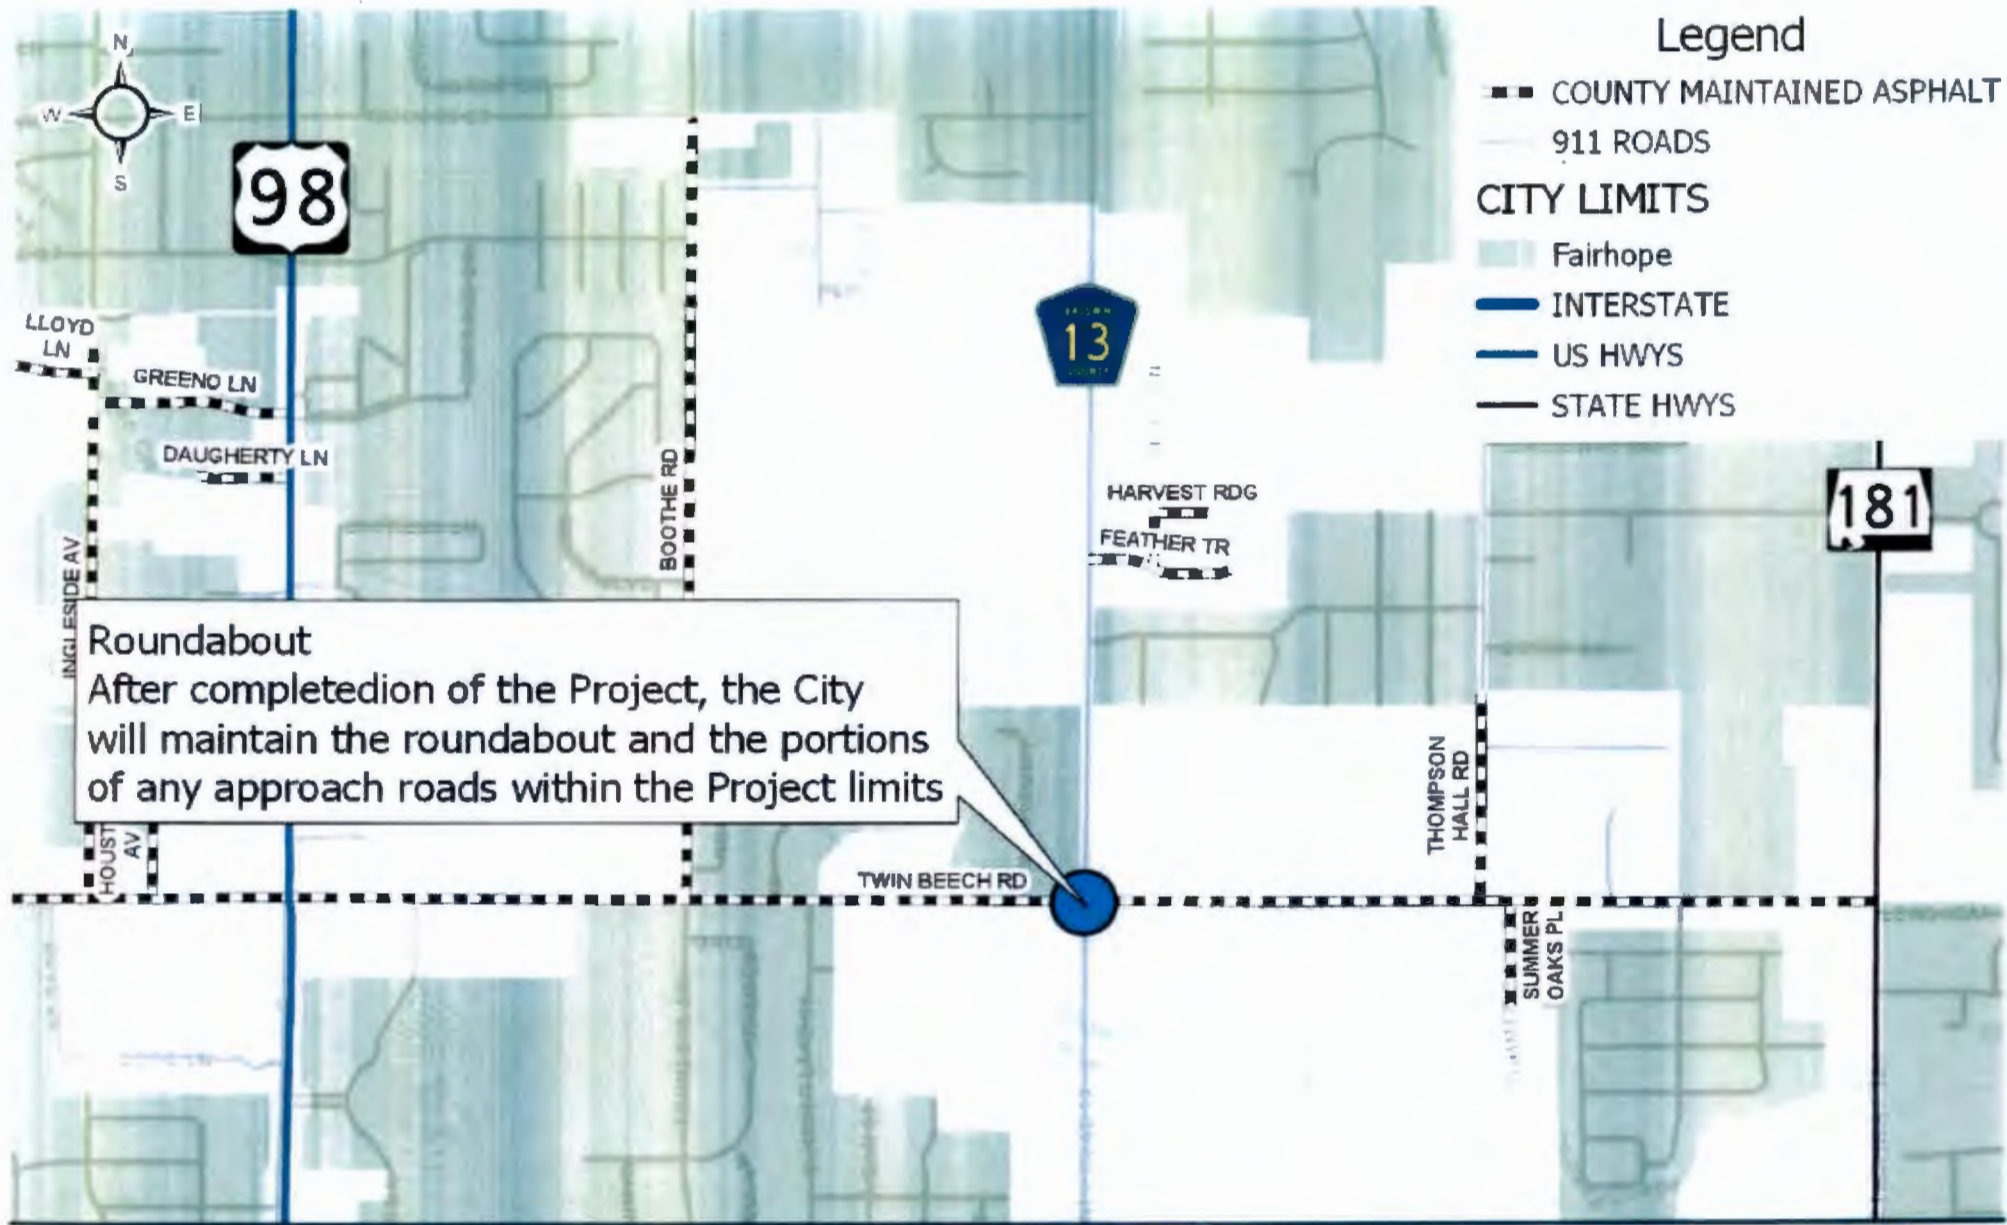 N
W
E
S
98
Legend
COUNTY MAINTAINED ASPHALT
911 ROADS
CITY LIMITS
Fairhope
INTERSTATE
US HWYS
STATE HWYS
BALDWIN
13
COUNTY
181
LLOYD
LN
GREENO LN
DAUGHERTY LN
INGLESIDE AV
BOOTHE RD
HARVEST RDG
FEATHER TR
Roundabout
After completedion of the Project, the City
will maintain the roundabout and the portions
of any approach roads within the Project limits
HOUST
AV
TWIN BEECH RD
THOMPSON
HALL RD
SUMMER
OAKS PL